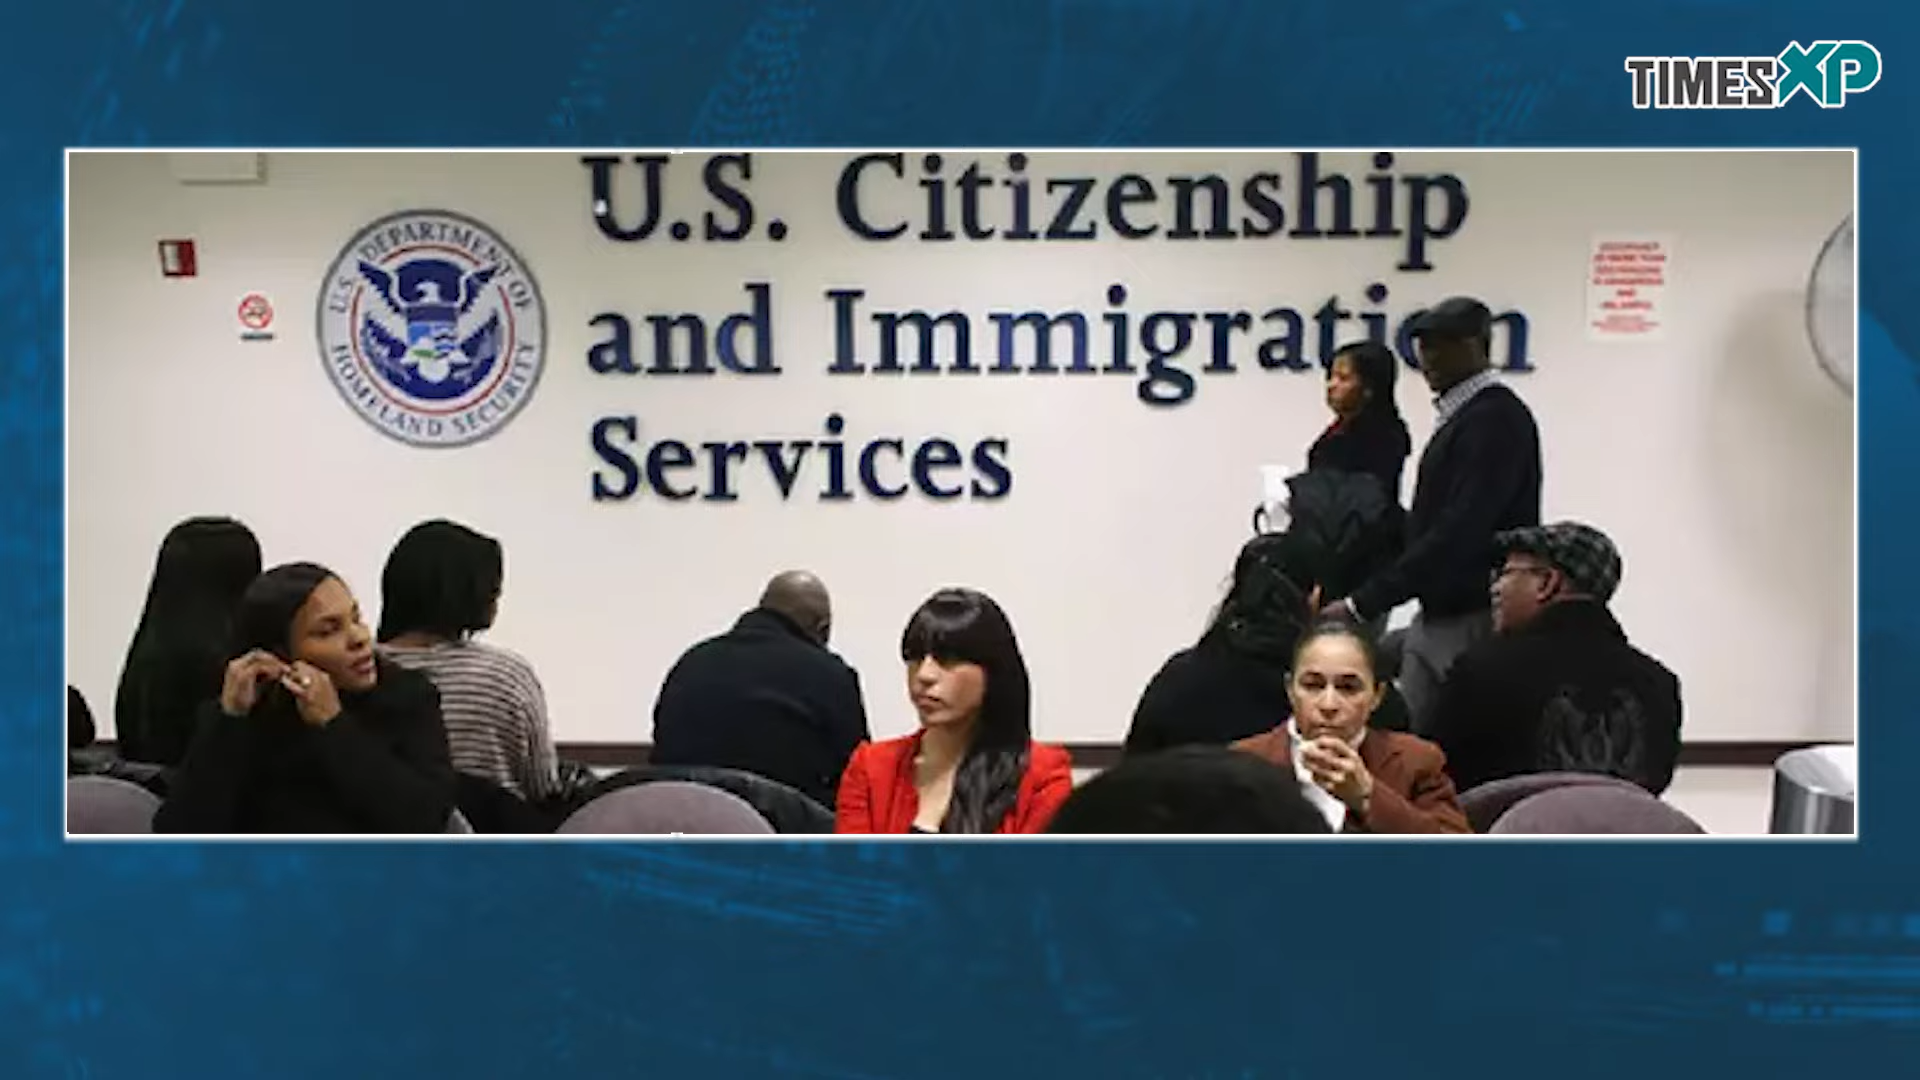 TIMESXP
U.S. Citizenship
and Immigration
Services
U.S. DEPARTMENT OF
HOMELAND SECURITY